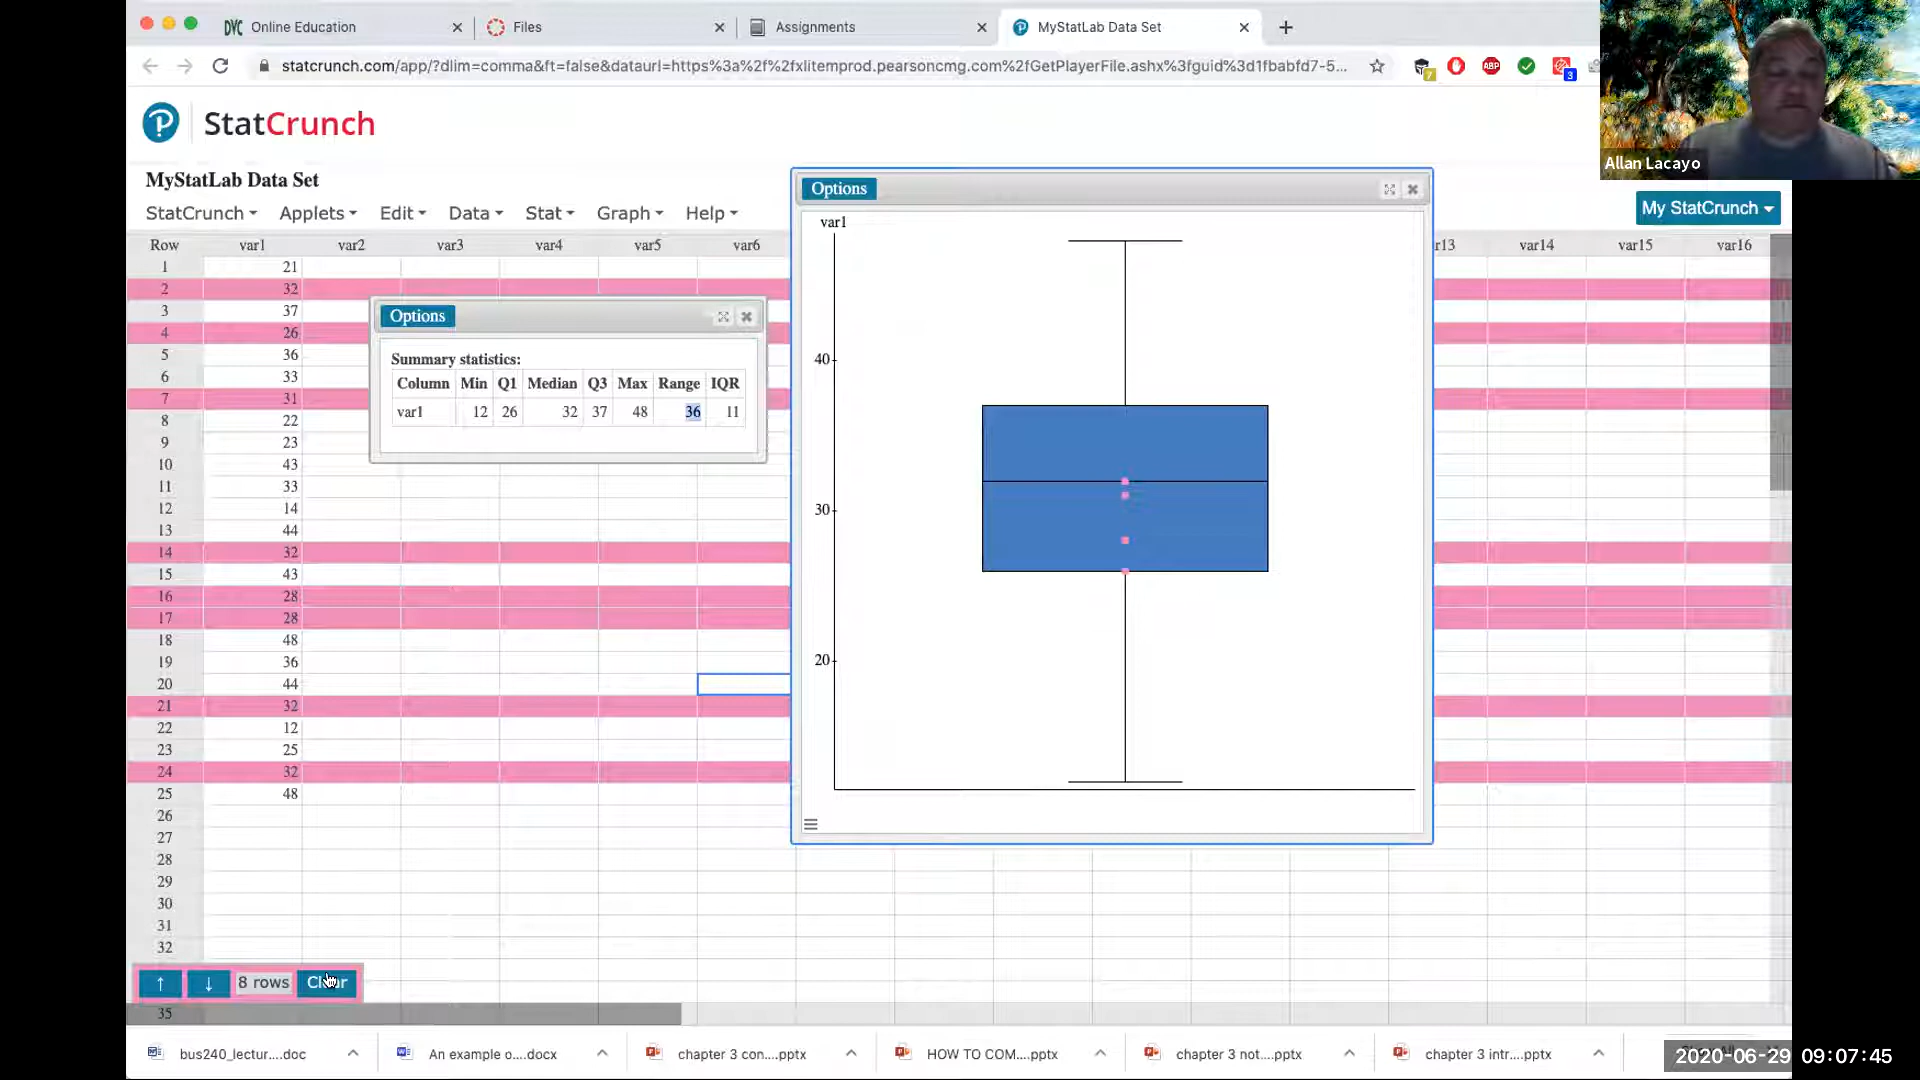 DVC Online Education
Files
Assignments
MyStatLab Data Set
statcrunch.com/app/?dlim=comma&ft=false&dataurl=https%3a%2f%2fxlitemprod.pearsoncmg.com%2fGetPlayerFile.ashx%3fguid%3d1fbabfd7-5...
7
ABP
3
P
StatCrunch
Allan Lacayo
MyStatLab Data Set
StatCrunch Applets Edit Data Stat Graph Help
My StatCrunch
Row var1 var2 var3 var4 var5 var6 r13 var14 var15 var16
1 21
2 32
3 37
4 26
5 36
6 33
7 31
8 22
9 23
10 43
11 33
12 14
13 44
14 32
15 43
16 28
17 28
18 48
19 36
20 44
21 32
22 12
23 25
24 32
25 48
26
27
28
29
30
31
32
35
Options
Summary statistics:
Column Min Q1 Median Q3 Max Range IQR
var1 12 26 32 37 48 36 11
Options
var1
40
30
20
↑ ↓ 8 rows Clear
bus240_lectur....doc
An example o....docx
chapter 3 con....pptx
HOW TO COM....pptx
chapter 3 not....pptx
chapter 3 intr....pptx
2020-06-29 09:07:45